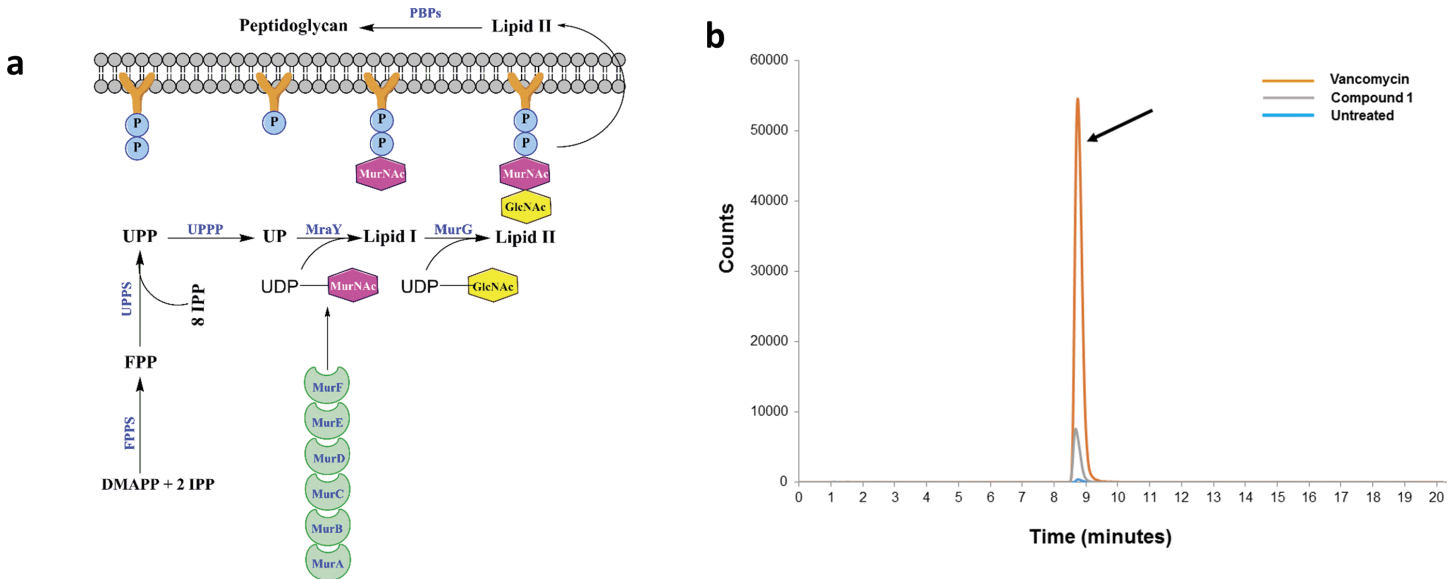 a
PBPs
Peptidoglycan
Lipid II
P
P
P
P
P
P
P
MurNAc
MurNAc
GlcNAc
UPP
UPPP
UP
MraY
Lipid I
MurG
Lipid II
UDP
MurNAc
UDP
GlcNAc
UPPS
8 IPP
FPP
FPPS
DMAPP + 2 IPP
MurF
MurE
MurD
MurC
MurB
MurA
b
60000
50000
40000
30000
20000
10000
0
Counts
Vancomycin
Compound 1
Untreated
0 1 2 3 4 5 6 7 8 9 10 11 12 13 14 15 16 17 18 19 20
Time (minutes)